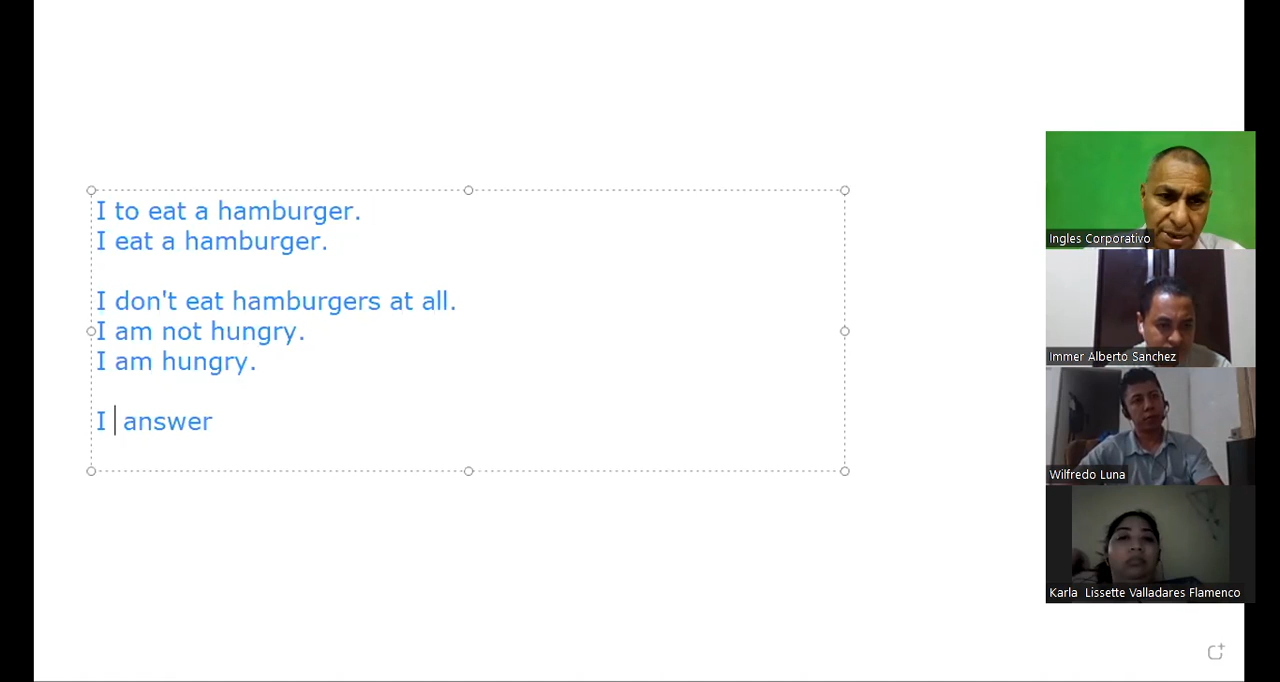 I to eat a hamburger.
I eat a hamburger.
I don't eat hamburgers at all.
I am not hungry.
I am hungry.
I answer
Ingles Corporativo
Immer Alberto Sanchez
Wilfredo Luna
Karla Lissette Valladares Flamenco